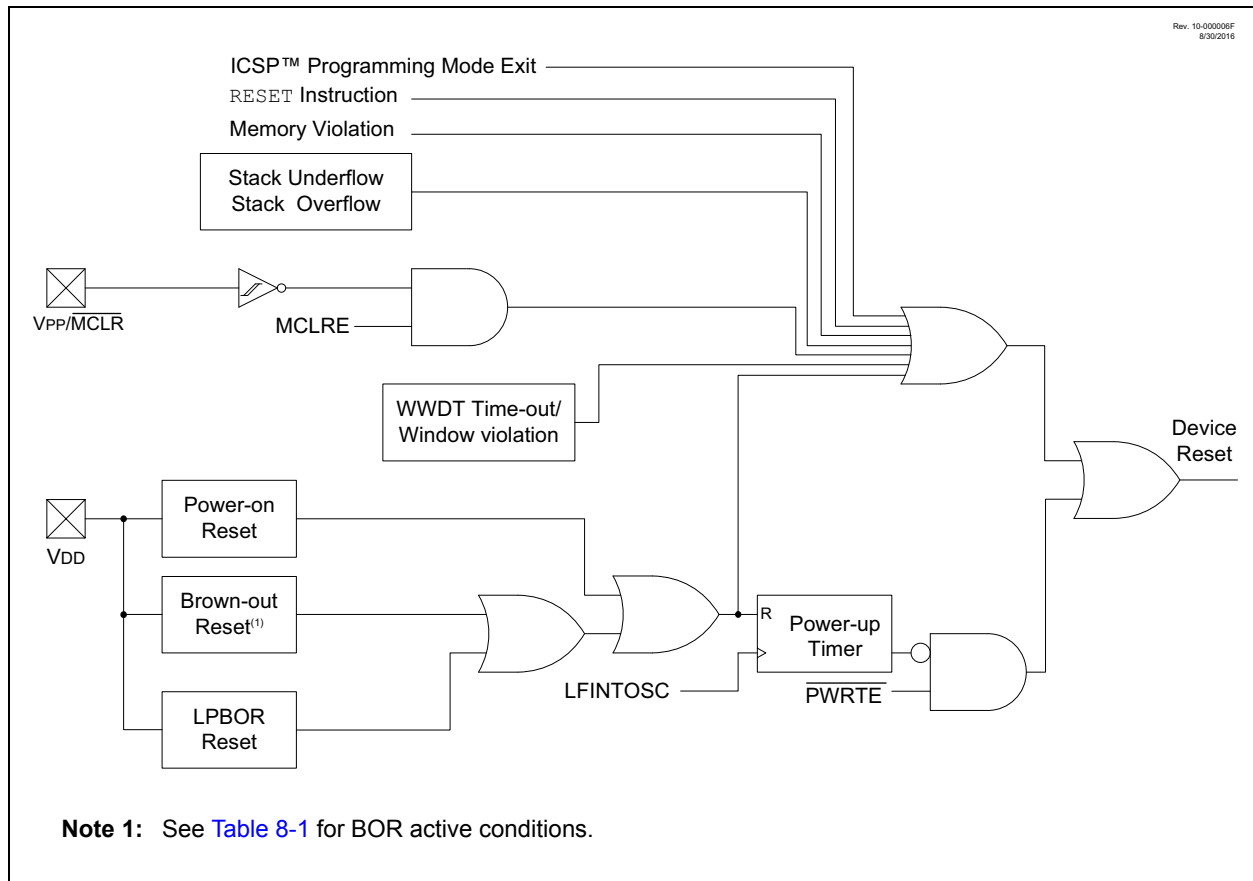 Rev. 10-000006F
8/30/2016
ICSP™ Programming Mode Exit
RESET Instruction
Memory Violation
Stack Underflow
Stack Overflow
VPP/MCLR
MCLRE
WWDT Time-out/
Window violation
Device
Reset
Power-on
Reset
VDD
Brown-out
Reset(1)
R
Power-up
Timer
LFINTOSC
PWRTE
LPBOR
Reset
Note 1: See Table 8-1 for BOR active conditions.